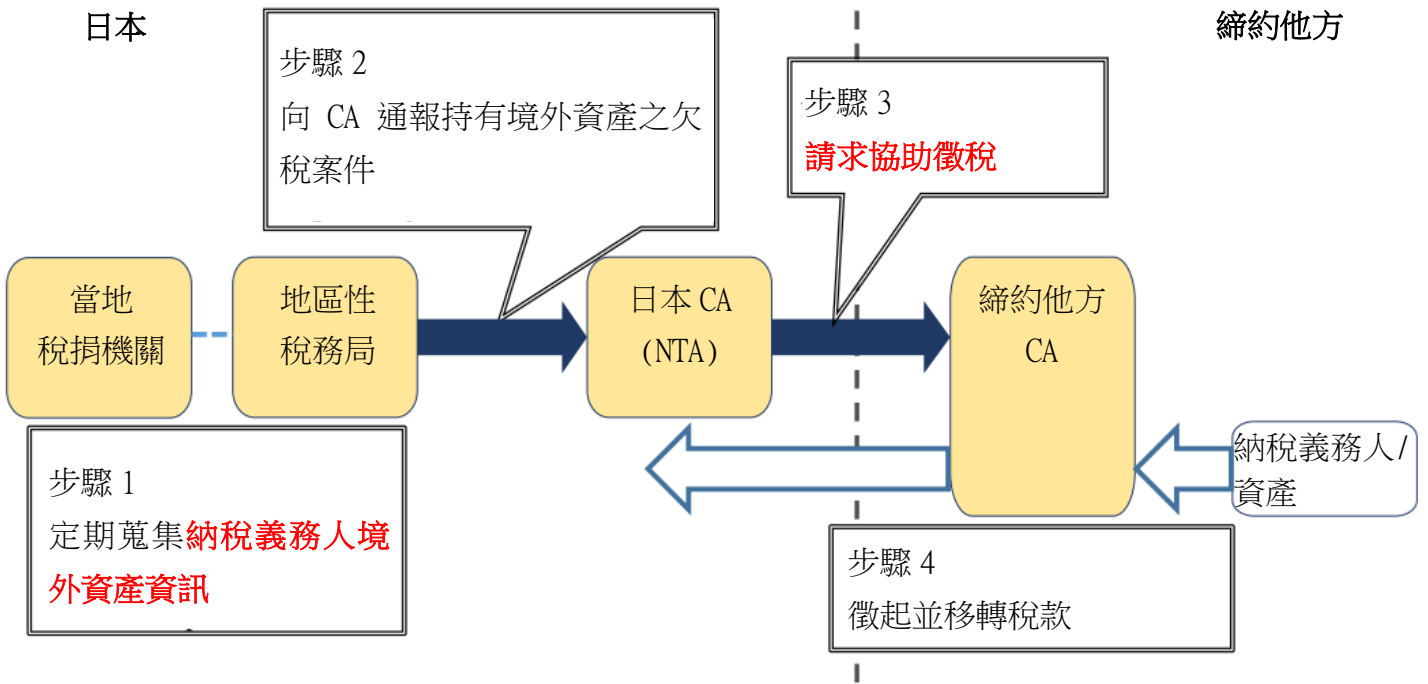 日本
締約他方
步驟 2
向 CA 通報持有境外資產之欠
稅案件
步驟 3
請求協助徵稅
當地
稅捐機關
地區性
稅務局
日本 CA
(NTA)
締約他方
CA
納稅義務人/
資產
步驟 1
定期蒐集納稅義務人境
外資產資訊
步驟 4
徵起並移轉稅款